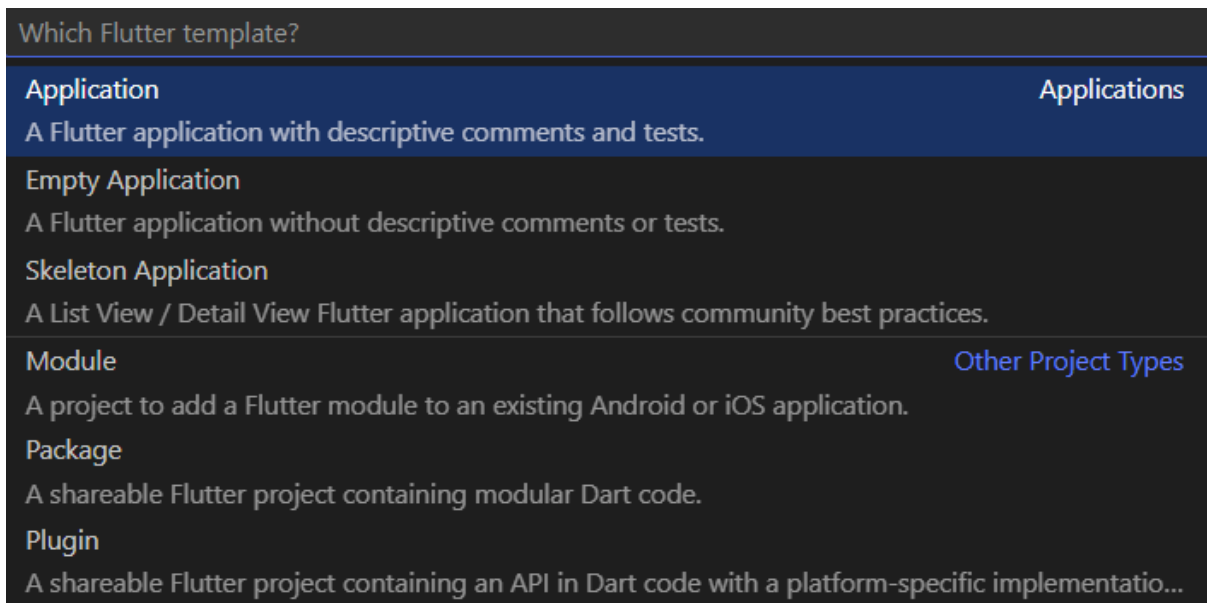 Which Flutter template?
Application Applications
A Flutter application with descriptive comments and tests.
Empty Application
A Flutter application without descriptive comments or tests.
Skeleton Application
A List View / Detail View Flutter application that follows community best practices.
Module Other Project Types
A project to add a Flutter module to an existing Android or iOS application.
Package
A shareable Flutter project containing modular Dart code.
Plugin
A shareable Flutter project containing an API in Dart code with a platform-specific implementatio...